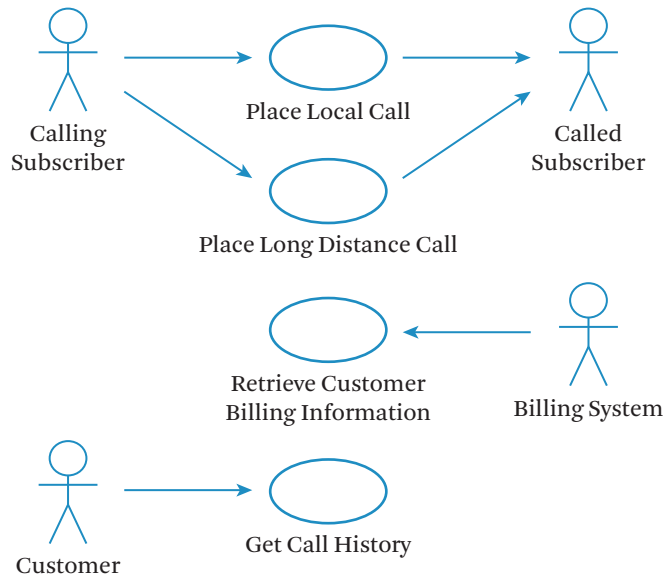 Place Local Call
Calling
Subscriber
Called
Subscriber
Place Long Distance Call
Retrieve Customer
Billing Information
Billing System
Get Call History
Customer